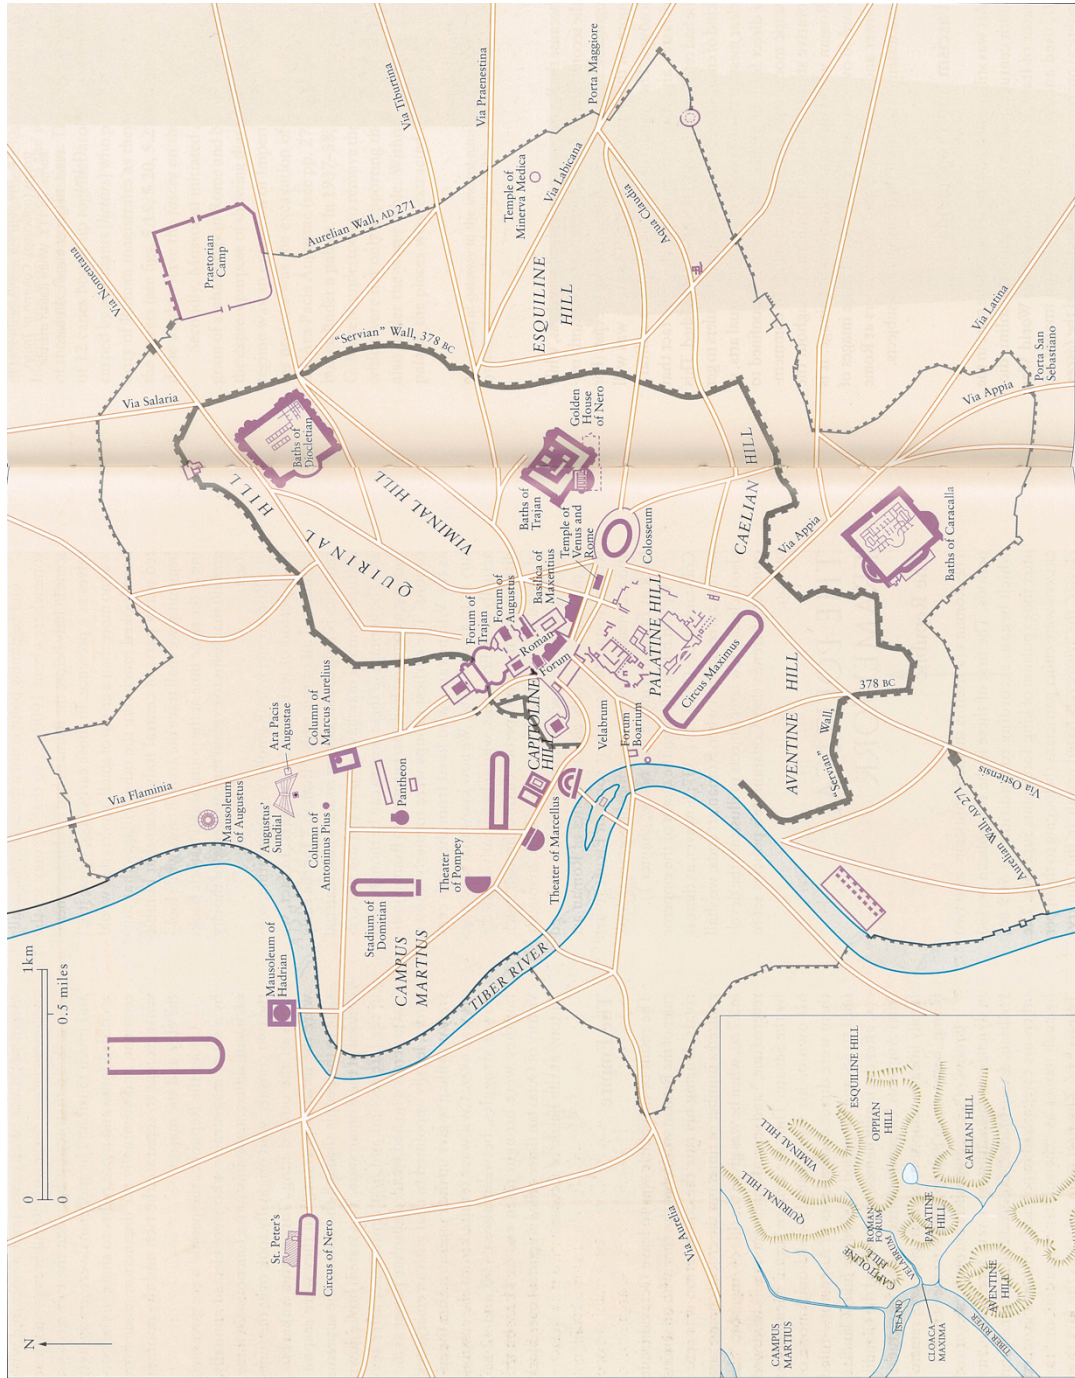 Via Nomentana
Via Salaria
Praetorian
Camp
Via Tiburtina
Aurelian Wall, AD 271
Via Praenestina
Porta Maggiore
Temple of
Minerva Medica
Via Labicana
Aqua Claudia
"Servian" Wall, 378 BC
ESQUILINE
HILL
Via Latina
Porta San
Sebastiano
Via Appia
Baths of
Diocletian
QUIRINAL
HILL
VIMINAL HILL
Golden
House
of Nero
Baths of
Trajan
Temple of
Venus and
Rome
Basilica of
Maxentius
Colosseum
CAELIAN
HILL
Via Appia
Baths of Caracalla
Forum of
Trajan
Forum of
Augustus
Roman
Forum
PALATINE HILL
Circus Maximus
CAPITOLINE
HILL
Velabrum
Forum
Boarium
AVENTINE
HILL
"Servian" Wall,
378 BC
Via Ostiensis
Aurelian Wall, AD 271
Via Flaminia
Mausoleum
of Augustus
Ara Pacis
Augustae
Augustus'
Sundial
Column of
Marcus Aurelius
Column of
Antoninus Pius
Pantheon
Theater
of Pompey
Theater of Marcellus
Stadium of
Domitian
CAMPUS
MARTIUS
TIBER RIVER
Mausoleum of
Hadrian
St. Peter's
Circus of Nero
Via Aurelia
0
1km
0
0.5 miles
N
CAMPUS
MARTIUS
QUIRINAL HILL
VIMINAL HILL
ESQUILINE HILL
OPPIAN
HILL
CAELIAN HILL
ROMAN
FORUM
PALATINE
HILL
CAPITOLINE
HILL
VELABRUM
ISLAND
CLOACA
MAXIMA
TIBER RIVER
AVENTINE
HILL